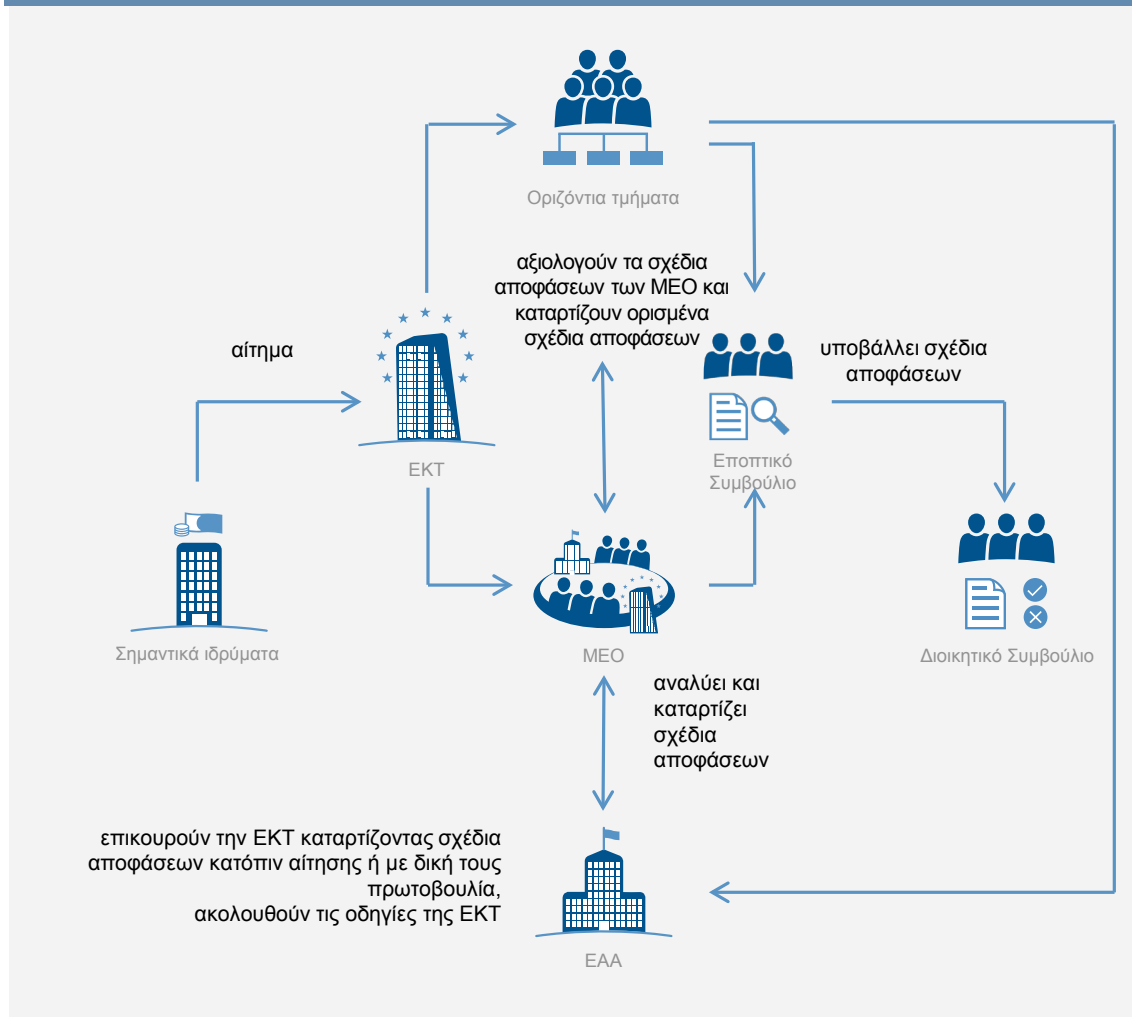 Οριζόντια τμήματα
αξιολογούν τα σχέδια
αποφάσεων των ΜΕΟ και
καταρτίζουν ορισμένα
σχέδια αποφάσεων
αίτημα
υποβάλλει σχέδια
αποφάσεων
ΕΚΤ
Εποπτικό
Συμβούλιο
Σημαντικά ιδρύματα
ΜΕΟ
Διοικητικό Συμβούλιο
αναλύει και
καταρτίζει
σχέδια
αποφάσεων
επικουρούν την ΕΚΤ καταρτίζοντας σχέδια
αποφάσεων κατόπιν αίτησης ή με δική τους
πρωτοβουλία,
ακολουθούν τις οδηγίες της ΕΚΤ
ΕΑΑ